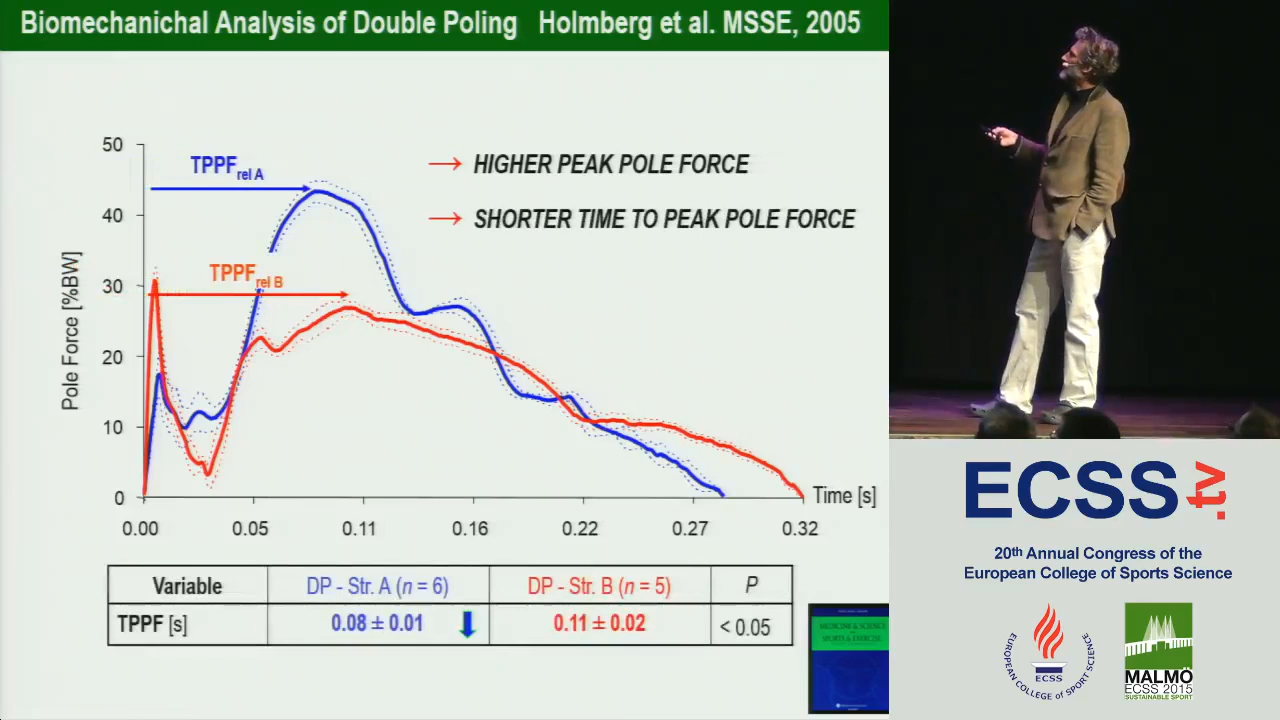 Biomechanichal Analysis of Double Poling Holmberg et al. MSSE, 2005
50
40
30
20
10
0
Pole Force [%BW]
TPPFrel A
TPPFrel B
→ HIGHER PEAK POLE FORCE
→ SHORTER TIME TO PEAK POLE FORCE
Time [s]
0.00 0.05 0.11 0.16 0.22 0.27 0.32
Variable DP - Str. A (n = 6) DP - Str. B (n = 5) P
TPPF [s] 0.08 ± 0.01 0.11 ± 0.02 < 0.05
MEDICINE & SCIENCE
SPORTS & EXERCISE
ECSS.tv
20th Annual Congress of the
European College of Sports Science
EUROPEAN COLLEGE OF SPORT SCIENCE
ECSS
MALMÖ
ECSS 2015
SUSTAINABLE SPORT